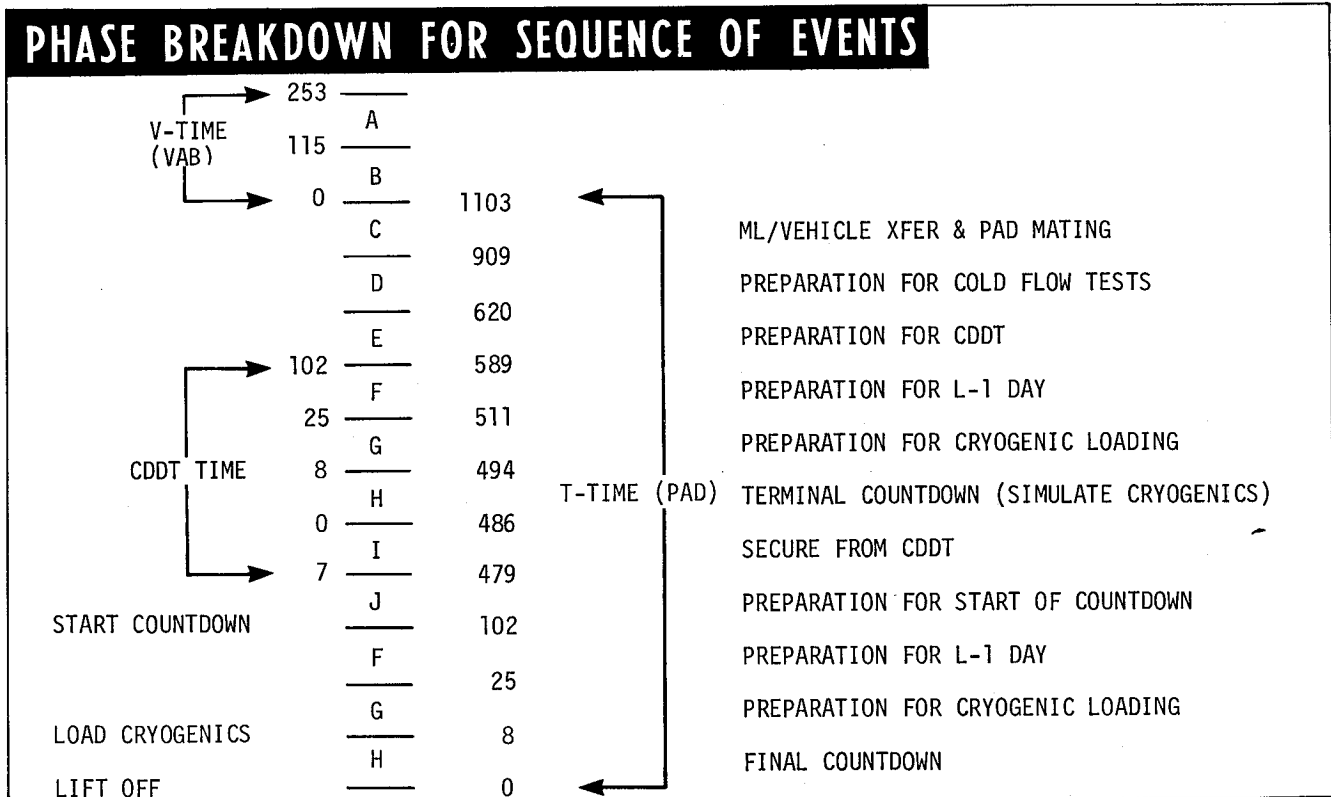 PHASE BREAKDOWN FOR SEQUENCE OF EVENTS
253
V-TIME
(VAB)
A
115
B
0 1103
C ML/VEHICLE XFER & PAD MATING
909
D PREPARATION FOR COLD FLOW TESTS
620
E PREPARATION FOR CDDT
102 589
F PREPARATION FOR L-1 DAY
25 511
G PREPARATION FOR CRYOGENIC LOADING
CDDT TIME 8 494
T-TIME (PAD)
H TERMINAL COUNTDOWN (SIMULATE CRYOGENICS)
0 486
I SECURE FROM CDDT
7 479
J PREPARATION FOR START OF COUNTDOWN
START COUNTDOWN 102
F PREPARATION FOR L-1 DAY
25
G PREPARATION FOR CRYOGENIC LOADING
LOAD CRYOGENICS 8
H FINAL COUNTDOWN
LIFT OFF 0